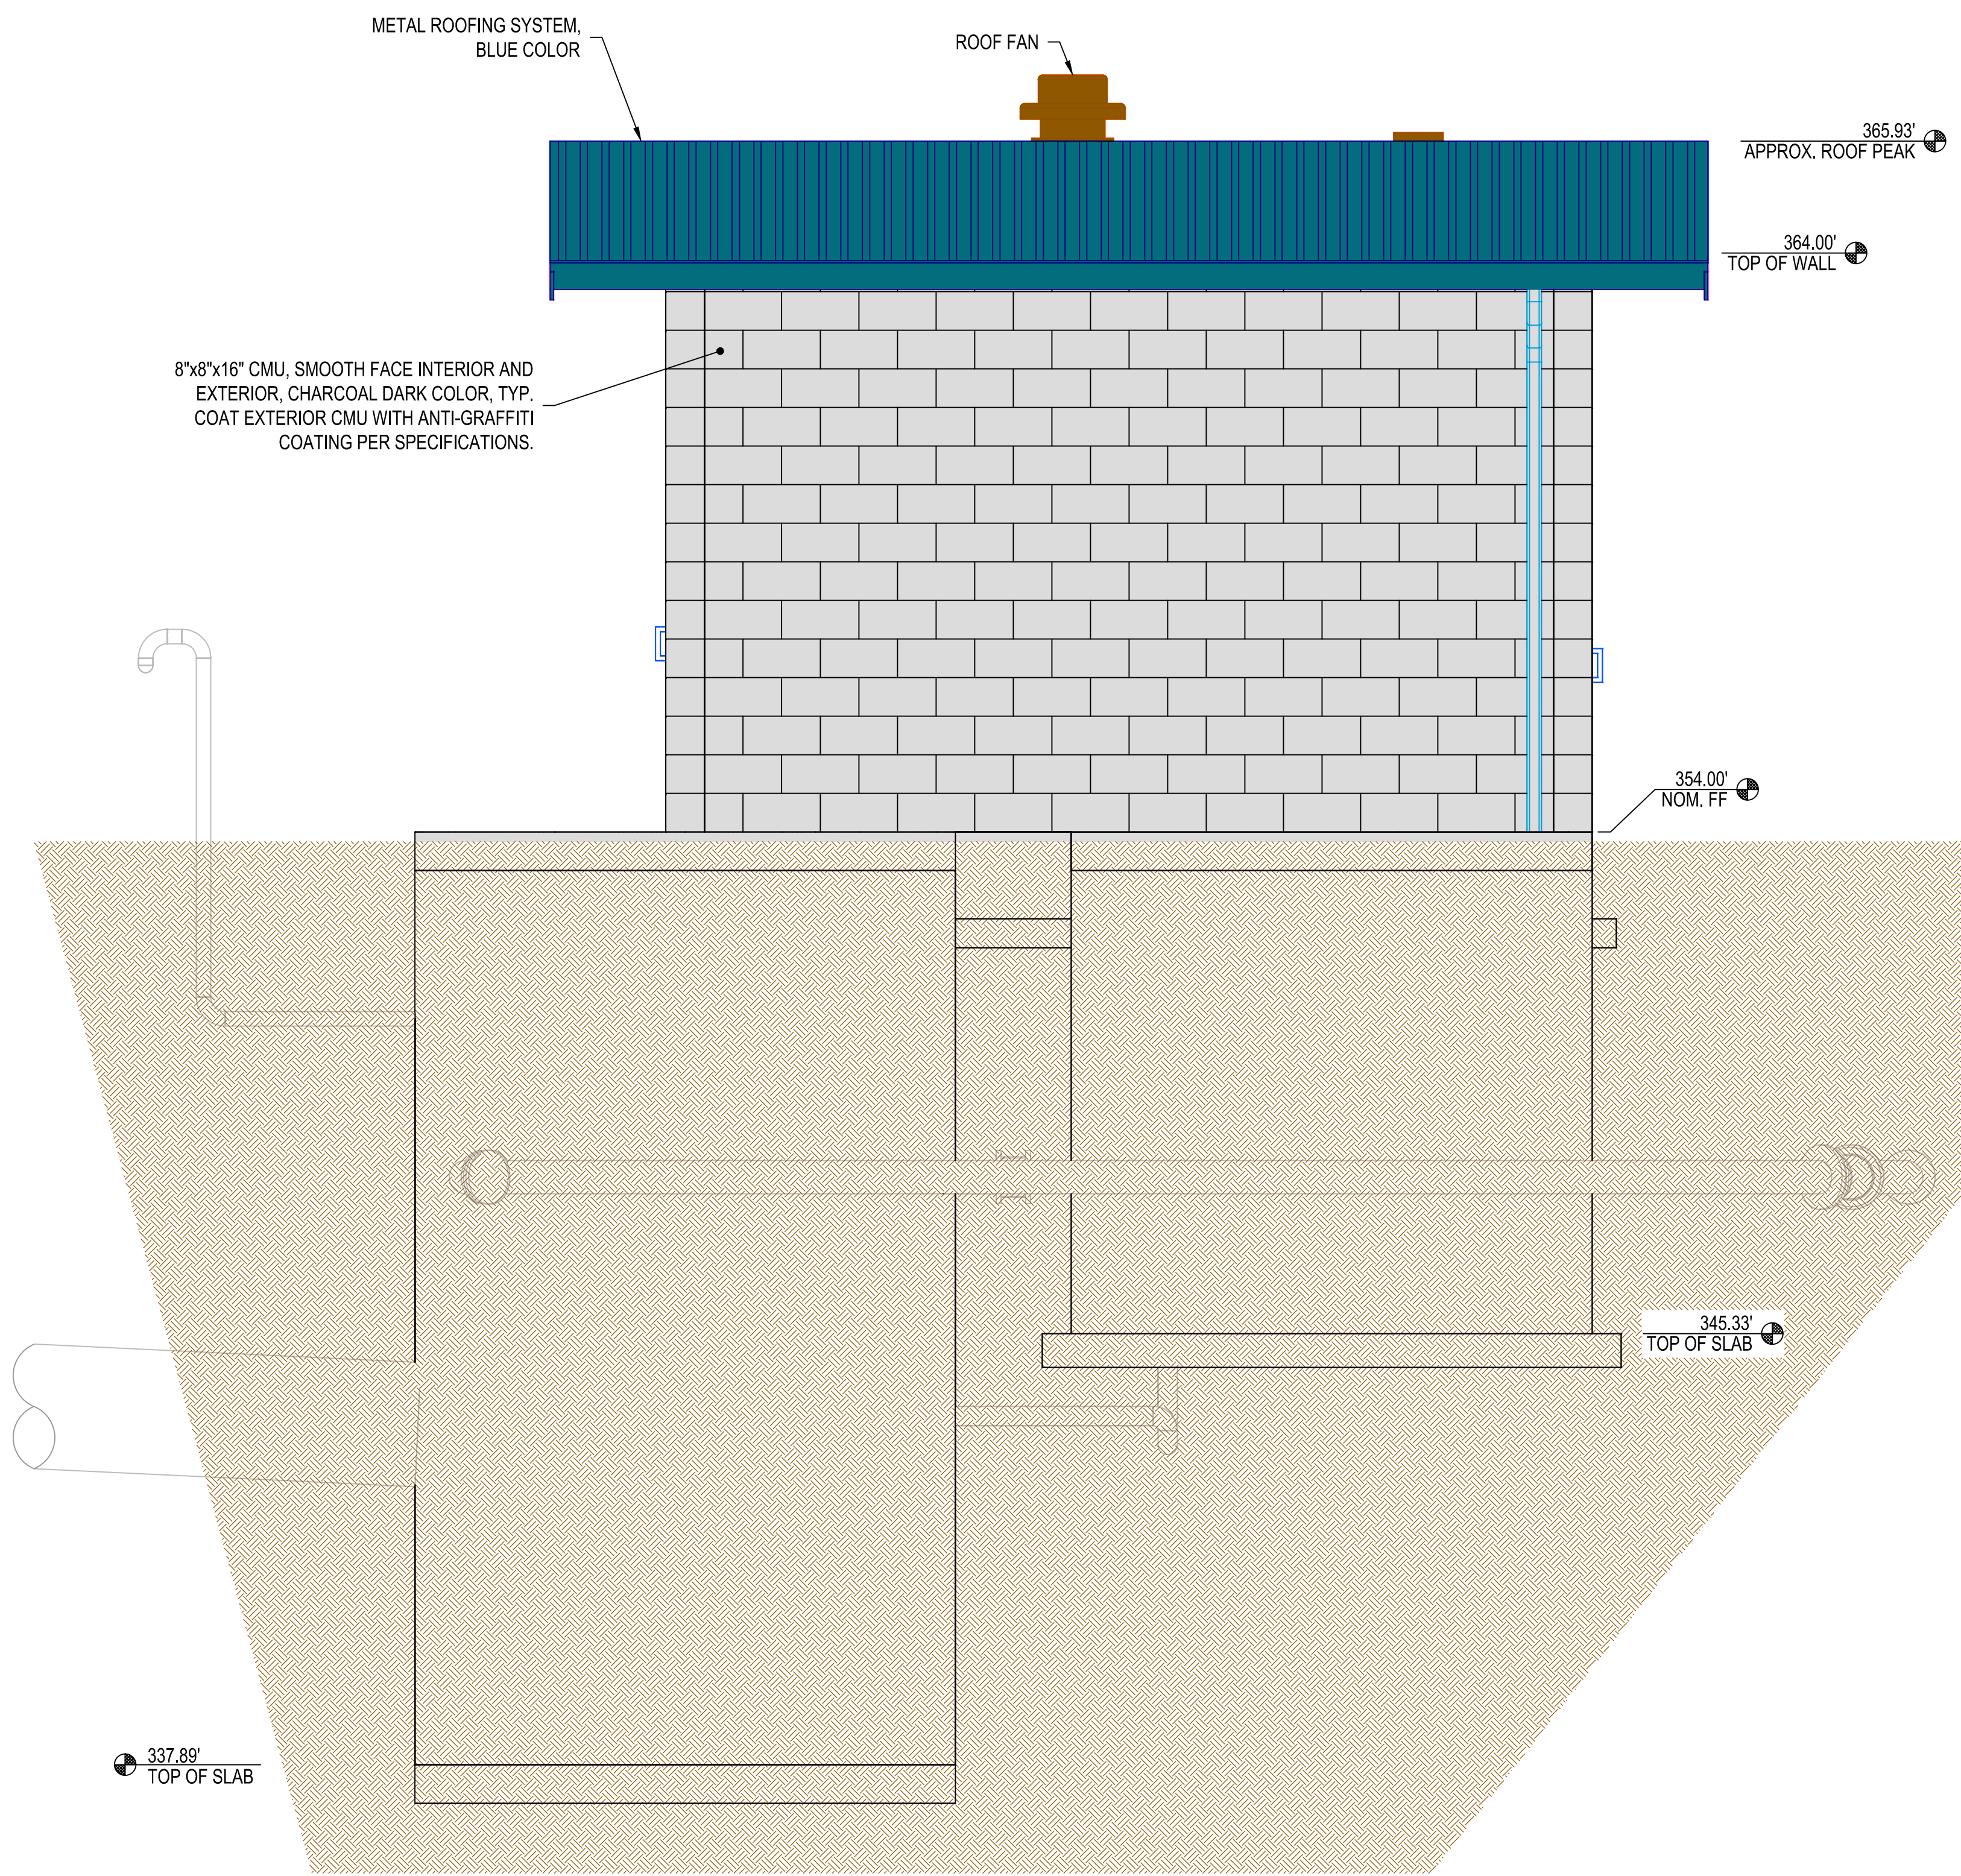 METAL ROOFING SYSTEM,
BLUE COLOR
ROOF FAN
365.93'
APPROX. ROOF PEAK
364.00'
TOP OF WALL
8"x8"x16" CMU, SMOOTH FACE INTERIOR AND
EXTERIOR, CHARCOAL DARK COLOR, TYP.
COAT EXTERIOR CMU WITH ANTI-GRAFFITI
COATING PER SPECIFICATIONS.
354.00'
NOM. FF
345.33'
TOP OF SLAB
337.89'
TOP OF SLAB